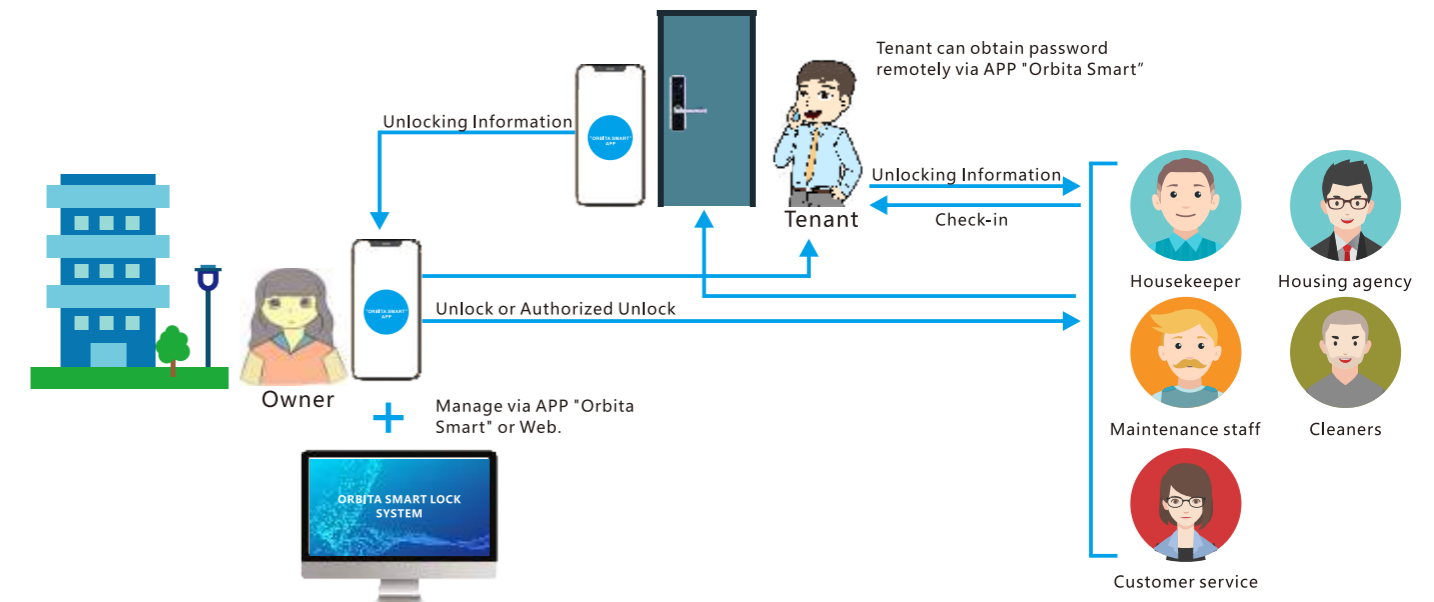 Tenant can obtain password
remotely via APP "Orbita Smart"
Unlocking Information
"ORBITA SMART"
APP
Unlocking Information
Tenant
Check-in
Housekeeper
Housing agency
"ORBITA SMART"
APP
Unlock or Authorized Unlock
Owner
Manage via APP "Orbita
Smart" or Web.
Maintenance staff
Cleaners
ORBITA SMART LOCK
SYSTEM
Customer service